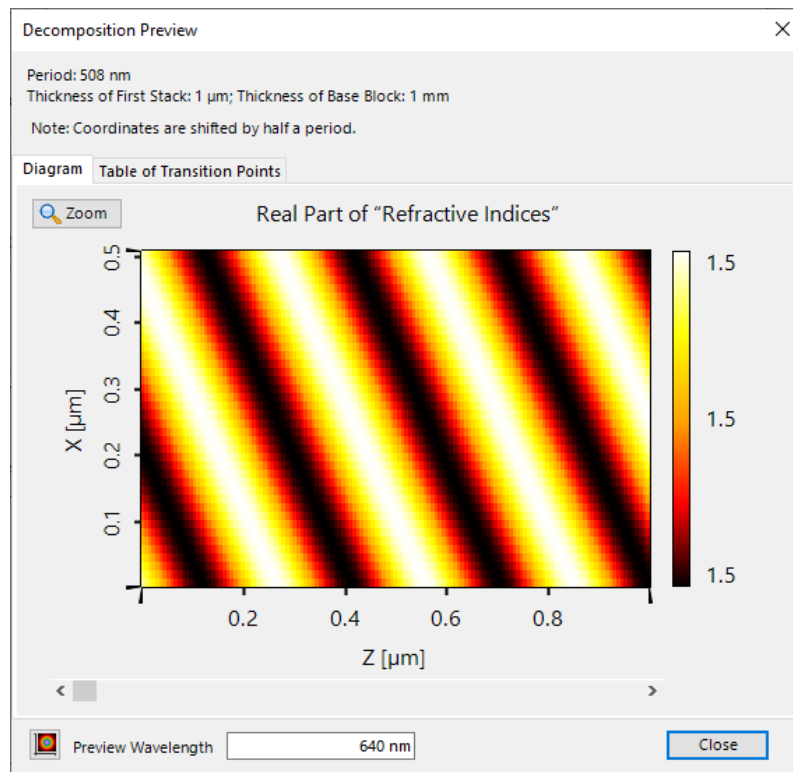 Decomposition Preview
Period: 508 nm
Thickness of First Stack: 1 µm; Thickness of Base Block: 1 mm
Note: Coordinates are shifted by half a period.
Diagram Table of Transition Points
Zoom
Real Part of “Refractive Indices”
0.5
0.4
0.3
0.2
0.1
X [µm]
1.5
1.5
1.5
0.2 0.4 0.6 0.8
Z [µm]
Preview Wavelength 640 nm Close